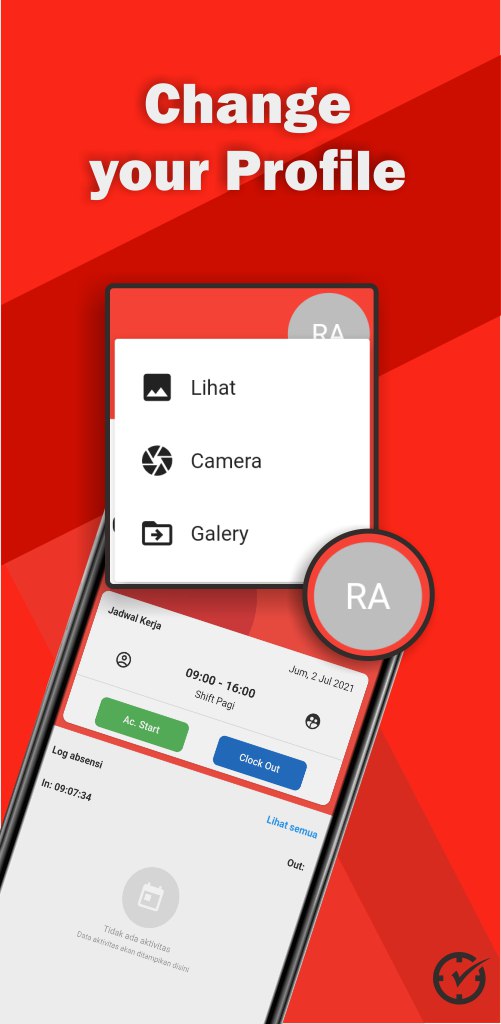 Change
your Profile
RA
Lihat
Camera
Galery
RA
Jadwal Kerja
Jum, 2 Jul 2021
09:00 - 16:00
Shift Pagi
Ac. Start
Clock Out
Log absensi
Lihat semua
In: 09:07:34
Out:
Tidak ada aktivitas
Data aktivitas akan ditampilkan disini